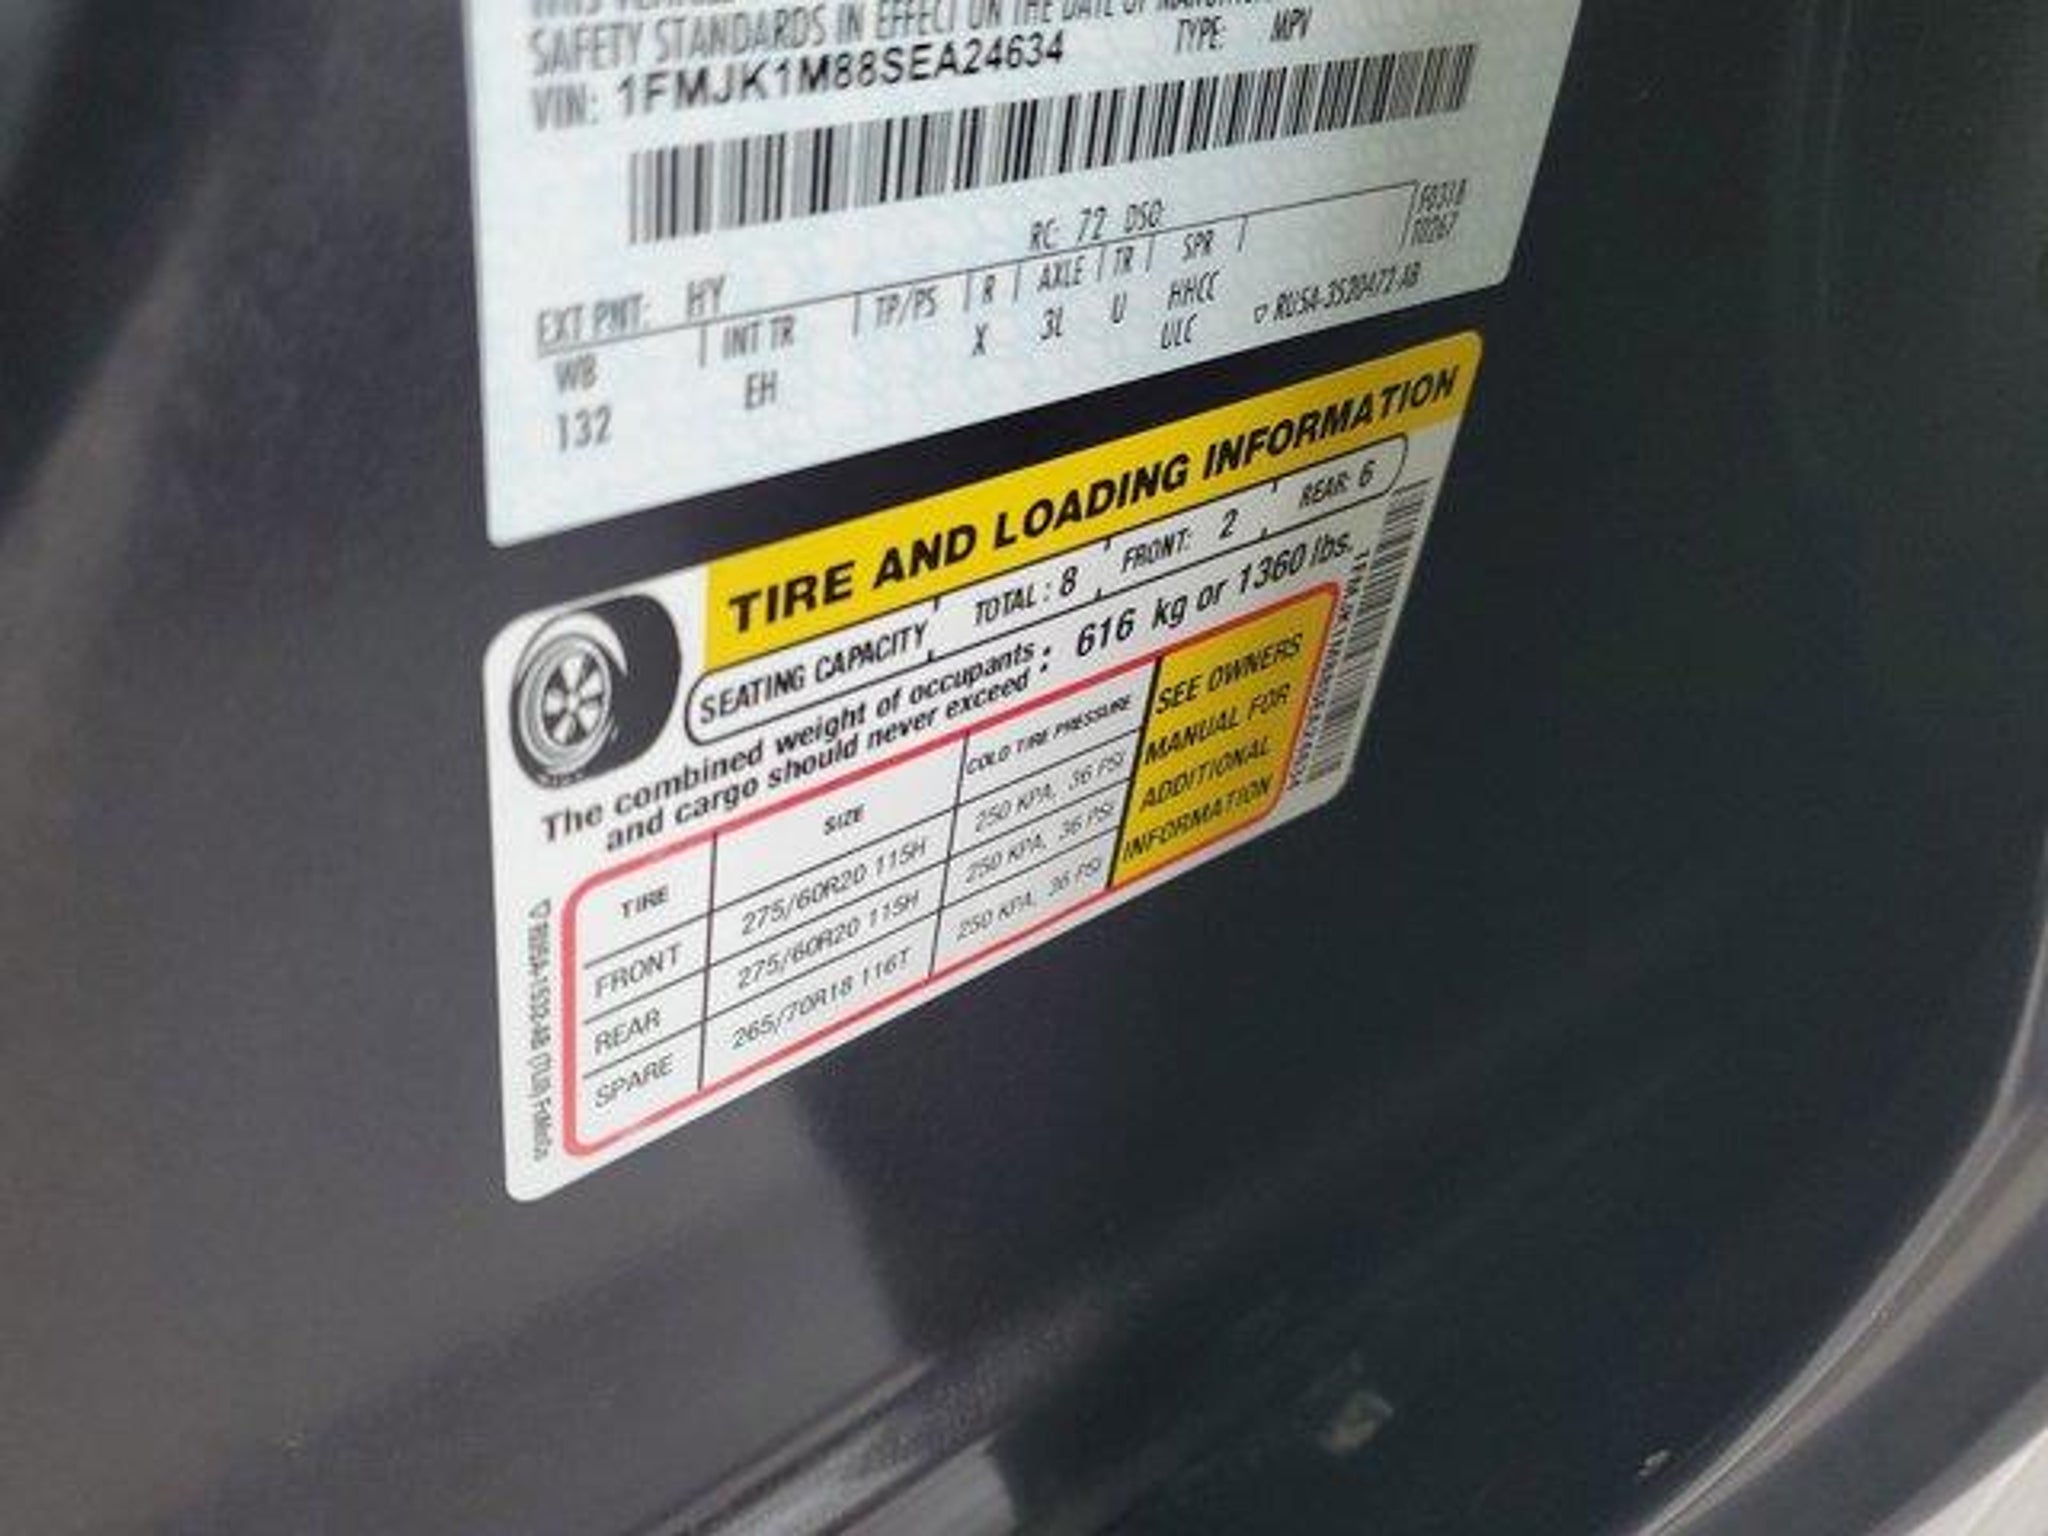 SAFETY STANDARDS IN EFFECT ON THE DATE OF
VIN: 1FMJK1M88SEA24634 TYPE: MPV
RC: 72 DSO:
EXT PNT: HY
WB INT TR TP/PS R AXLE TR SPR
132 EH X 3L U HHCC
ULC
TIRE AND LOADING INFORMATION
SEATING CAPACITY TOTAL: 8 FRONT: 2 REAR: 6
The combined weight of occupants
and cargo should never exceed : 616 kg or 1360 lbs.
TIRE SIZE COLD TIRE PRESSURE
FRONT 275/60R20 115H 250 KPA, 36 PSI
REAR 275/60R20 115H 250 KPA, 36 PSI
SPARE 265/70R18 116T 250 KPA, 36 PSI
SEE OWNERS
MANUAL FOR
ADDITIONAL
INFORMATION